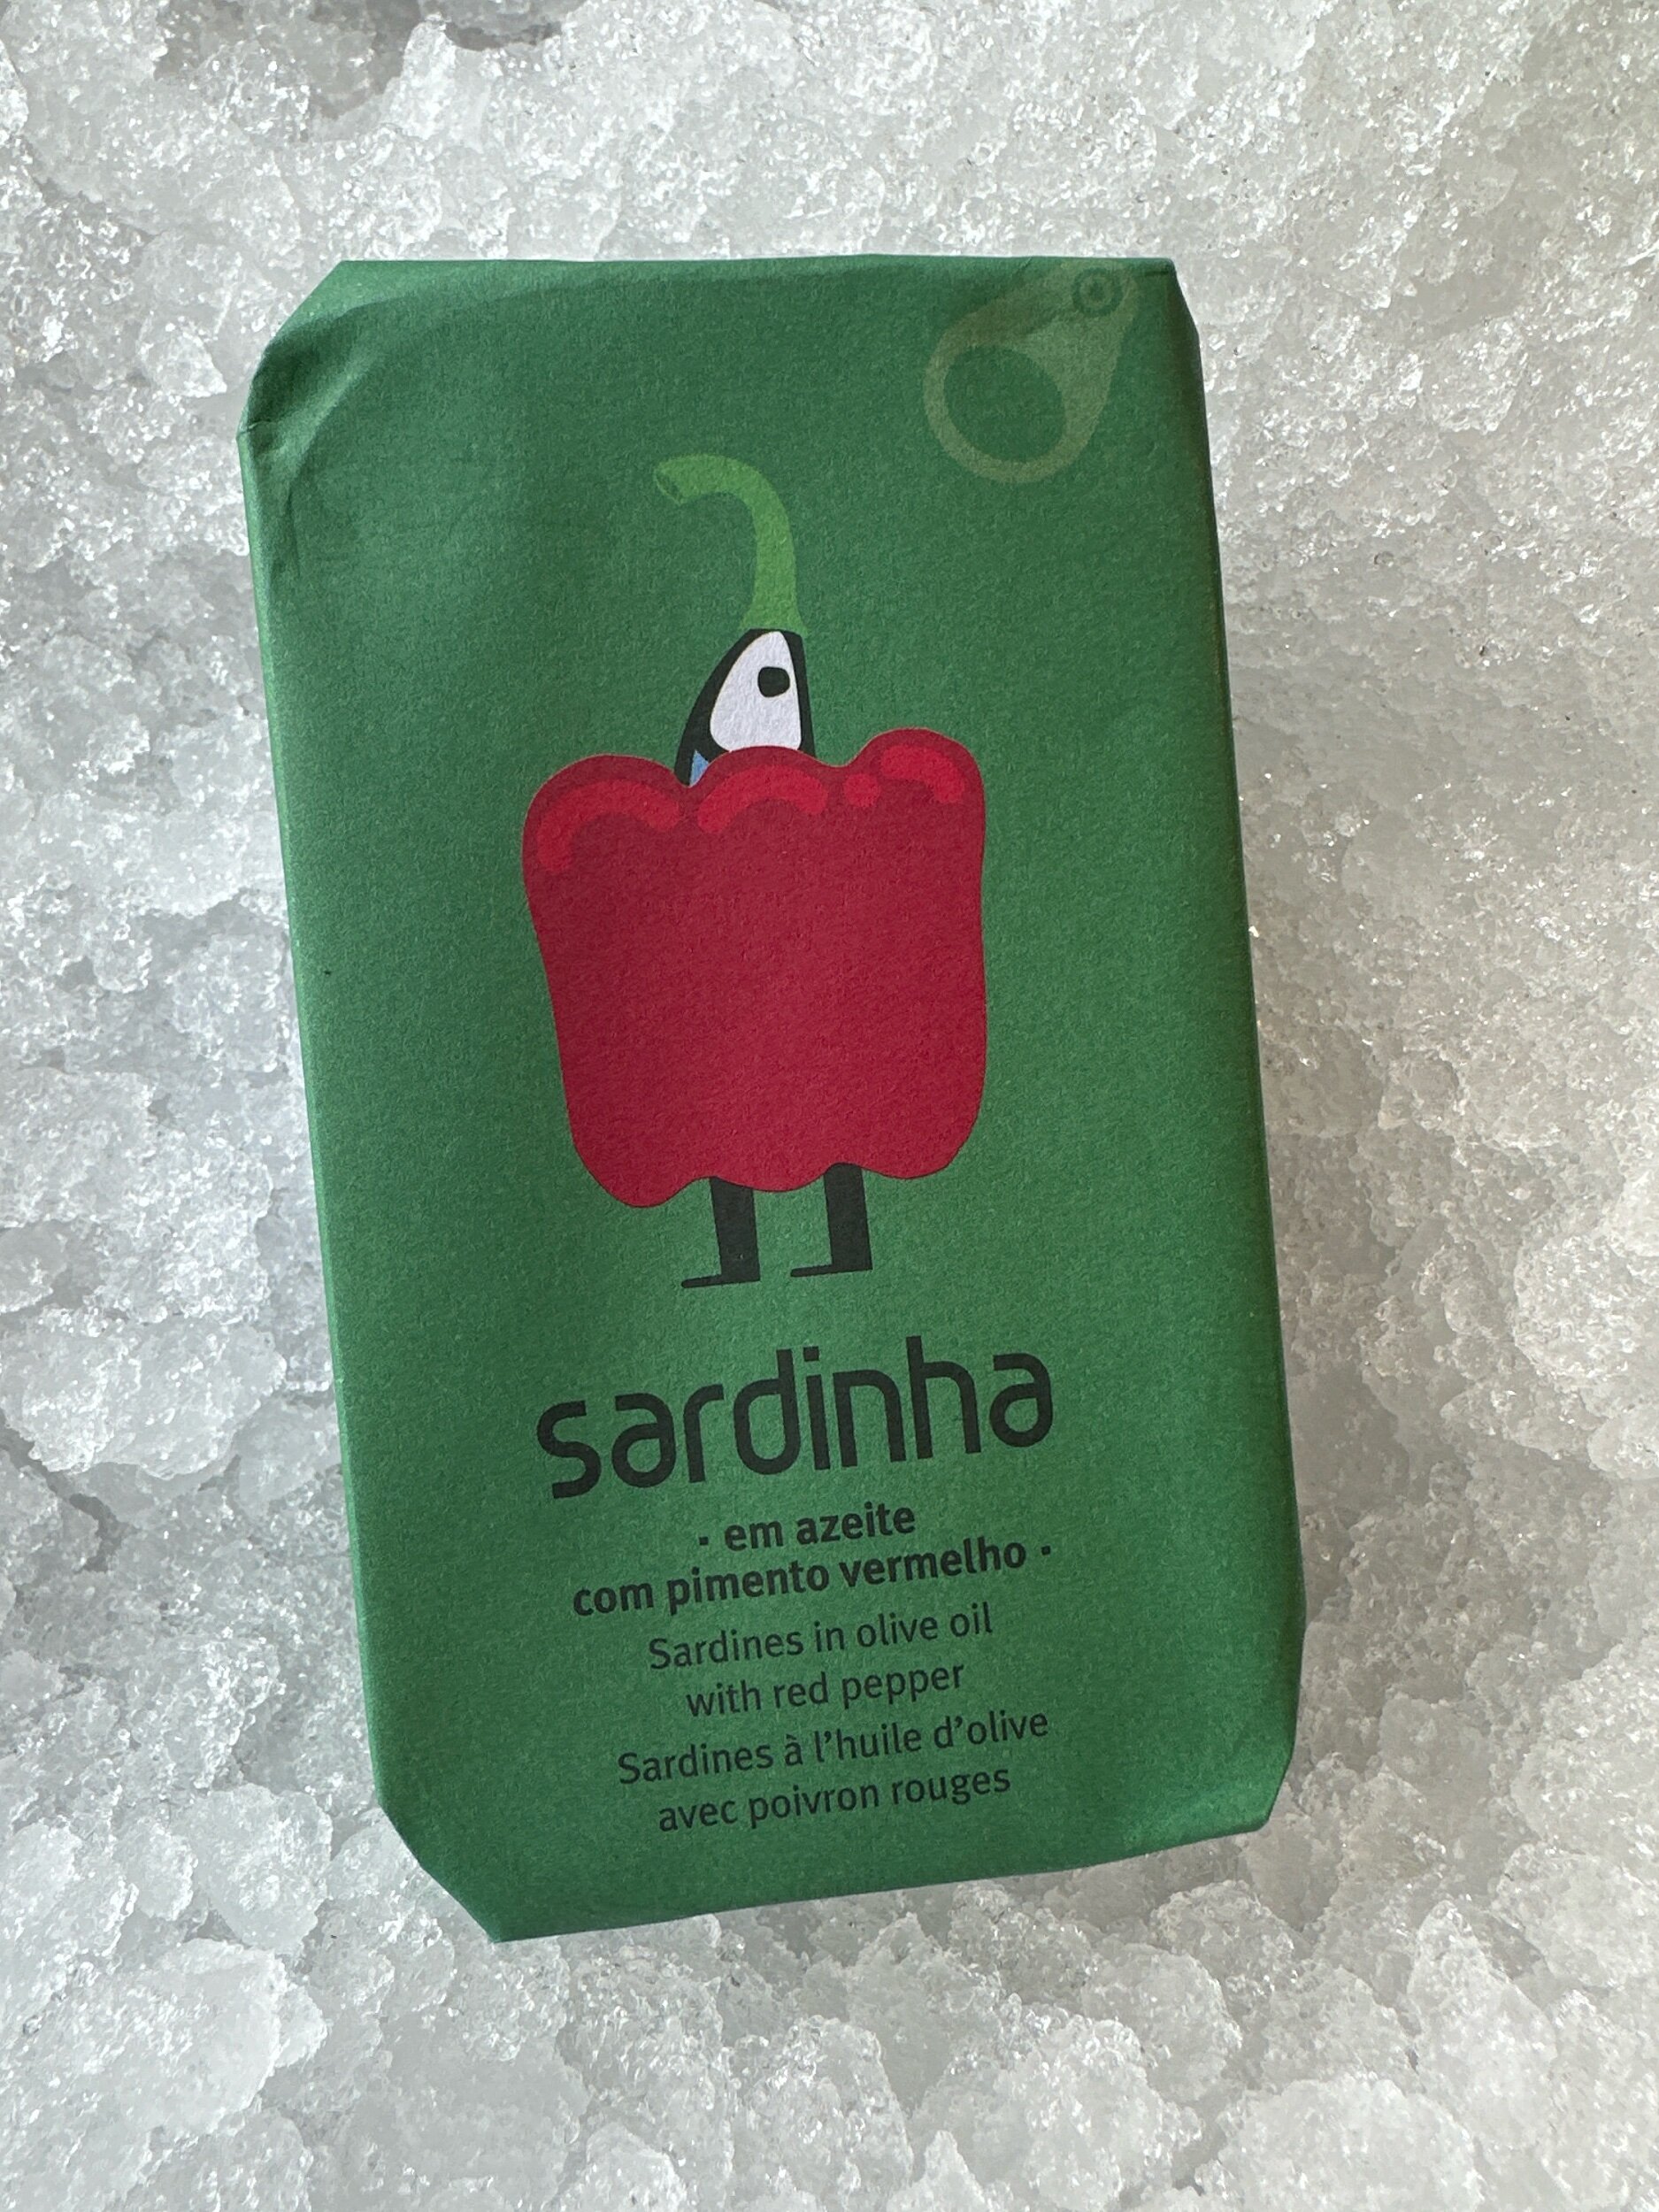 sardinha
· em azeite
com pimento vermelho ·
Sardines in olive oil
with red pepper
Sardines à l'huile d'olive
avec poivron rouges